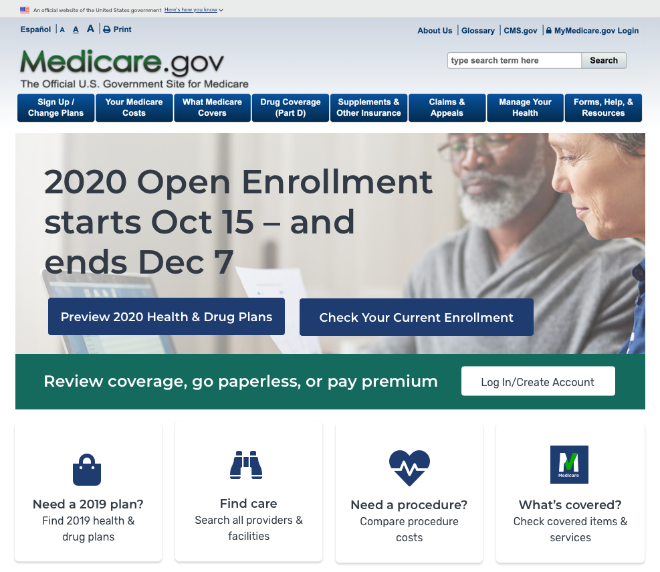 An official website of the United States government Here's how you know
Español A A A Print
About Us Glossary CMS.gov MyMedicare.gov Login
Medicare.gov
The Official U.S. Government Site for Medicare
type search term here Search
Sign Up / Change Plans
Your Medicare Costs
What Medicare Covers
Drug Coverage (Part D)
Supplements & Other Insurance
Claims & Appeals
Manage Your Health
Forms, Help, & Resources
2020 Open Enrollment
starts Oct 15 – and
ends Dec 7
Preview 2020 Health & Drug Plans
Check Your Current Enrollment
Review coverage, go paperless, or pay premium
Log In/Create Account
Need a 2019 plan?
Find 2019 health &
drug plans
Find care
Search all providers &
facilities
Need a procedure?
Compare procedure
costs
Medicare
What's covered?
Check covered items &
services